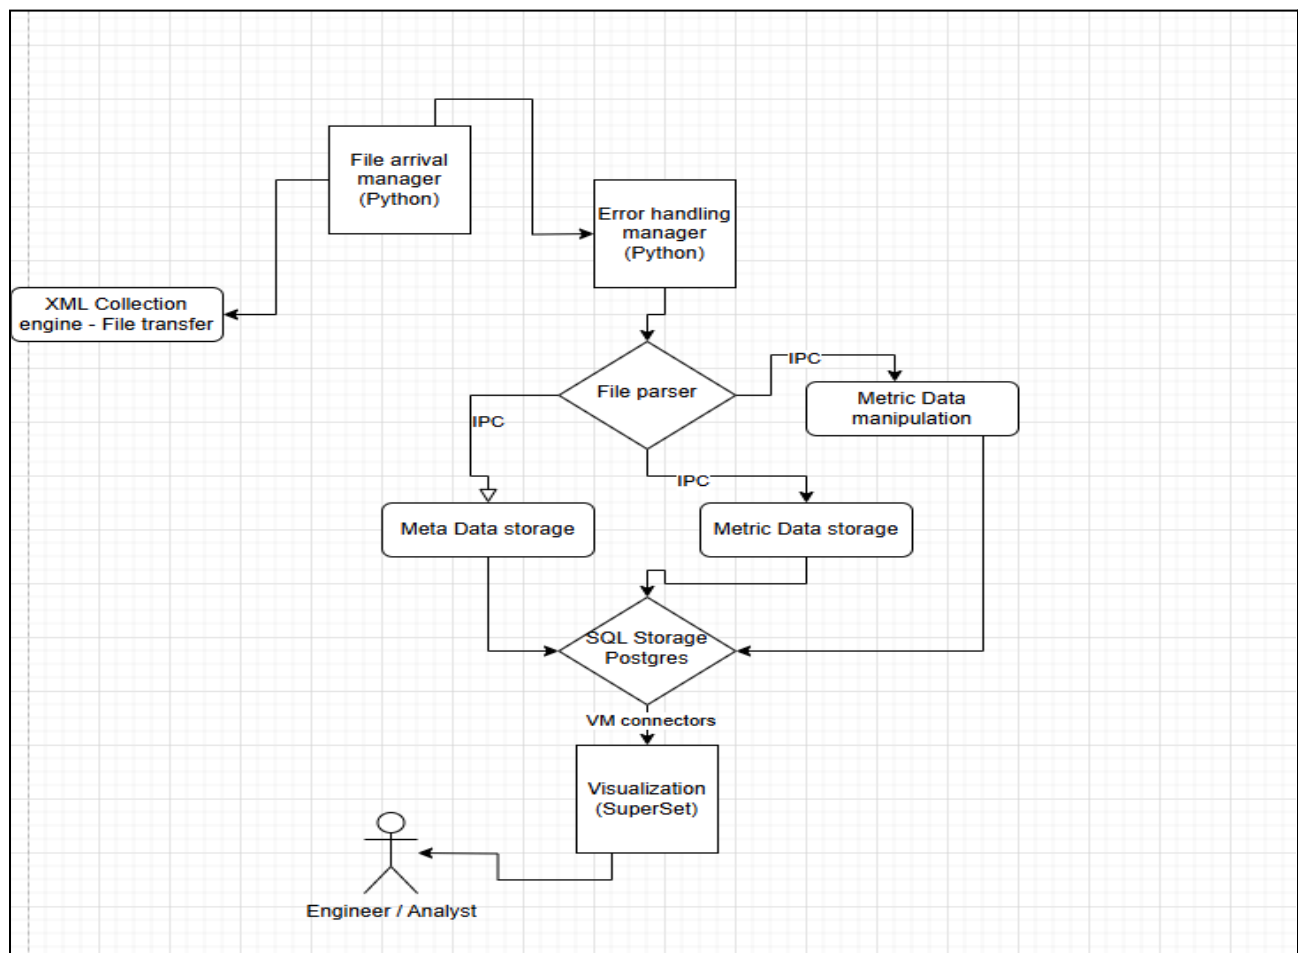 File arrival
manager
(Python)
Error handling
manager
(Python)
XML Collection
engine - File transfer
IPC
File parser
Metric Data
manipulation
IPC
IPC
Meta Data storage
Metric Data storage
SQL Storage
Postgres
VM connectors
Visualization
(SuperSet)
Engineer / Analyst